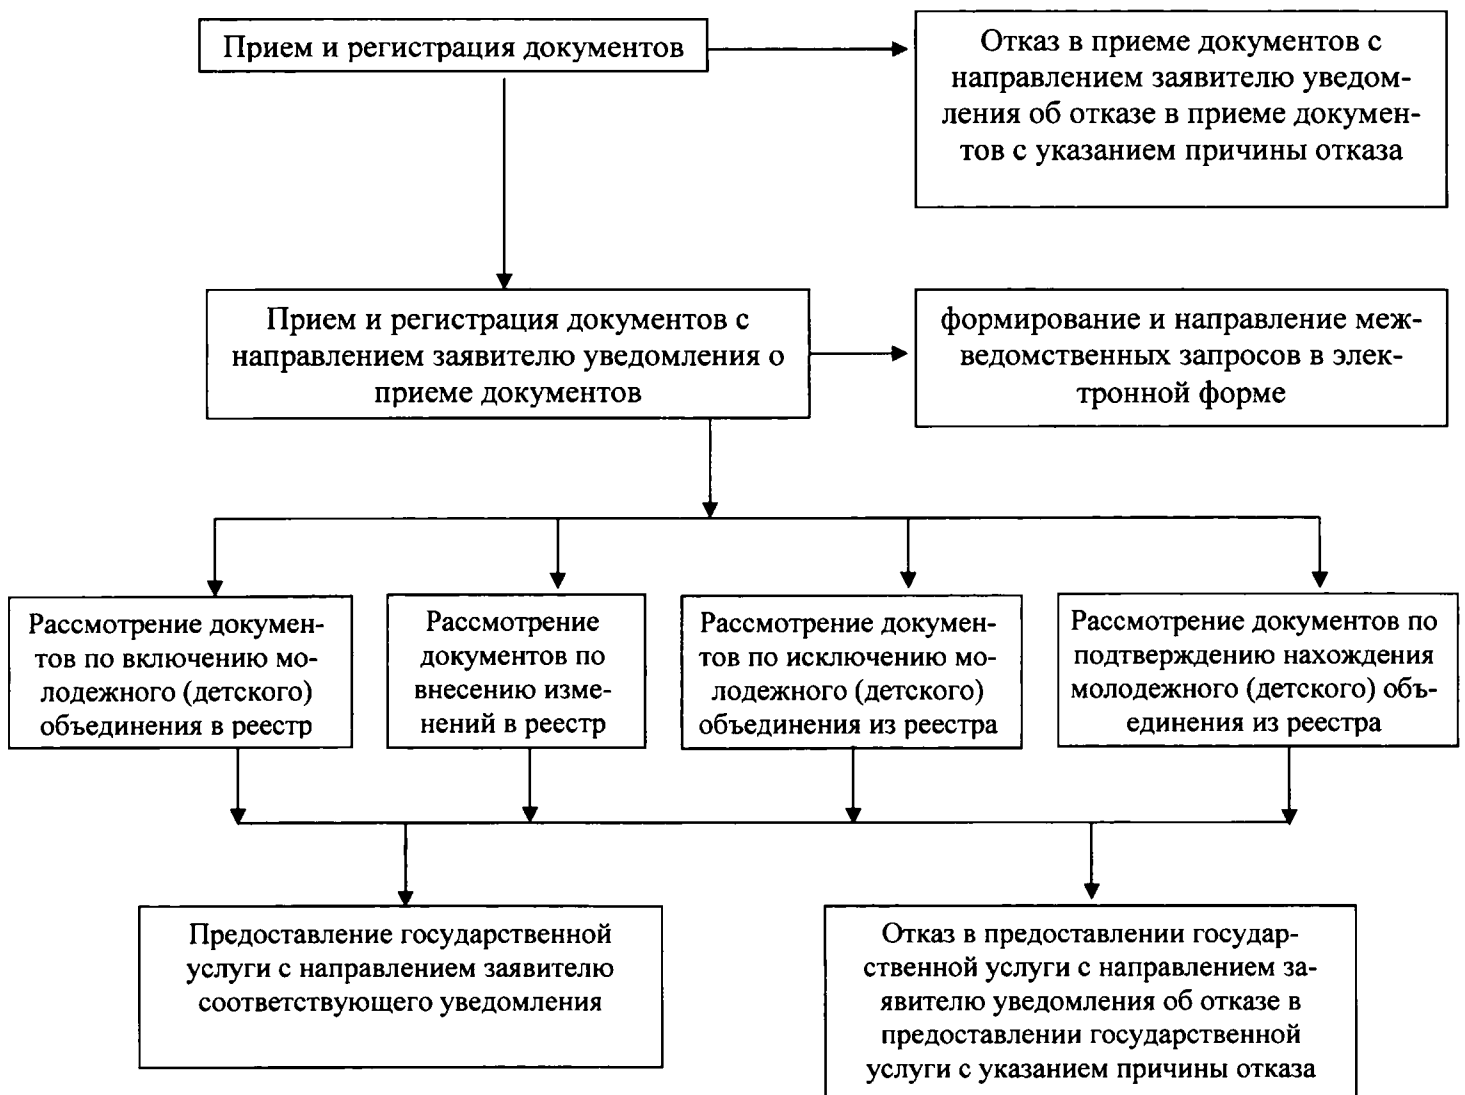 Прием и регистрация документов
Отказ в приеме документов с
направлением заявителю уведом-
ления об отказе в приеме докумен-
тов с указанием причины отказа
Прием и регистрация документов с
направлением заявителю уведомления о
приеме документов
формирование и направление меж-
ведомственных запросов в элек-
тронной форме
Рассмотрение докумен-
тов по включению мо-
лодежного (детского)
объединения в реестр
Рассмотрение
документов по
внесению изме-
нений в реестр
Рассмотрение докумен-
тов по исключению мо-
лодежного (детского)
объединения из реестра
Рассмотрение документов по
подтверждению нахождения
молодежного (детского) объ-
единения из реестра
Предоставление государственной
услуги с направлением заявителю
соответствующего уведомления
Отказ в предоставлении государ-
ственной услуги с направлением за-
явителю уведомления об отказе в
предоставлении государственной
услуги с указанием причины отказа